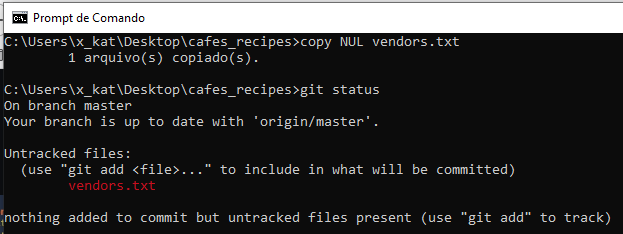 Prompt de Comando
C:\Users\x_kat\Desktop\cafes_recipes>copy NUL vendors.txt
        1 arquivo(s) copiado(s).
C:\Users\x_kat\Desktop\cafes_recipes>git status
On branch master
Your branch is up to date with 'origin/master'.
Untracked files:
  (use "git add <file>..." to include in what will be committed)
        vendors.txt
nothing added to commit but untracked files present (use "git add" to track)